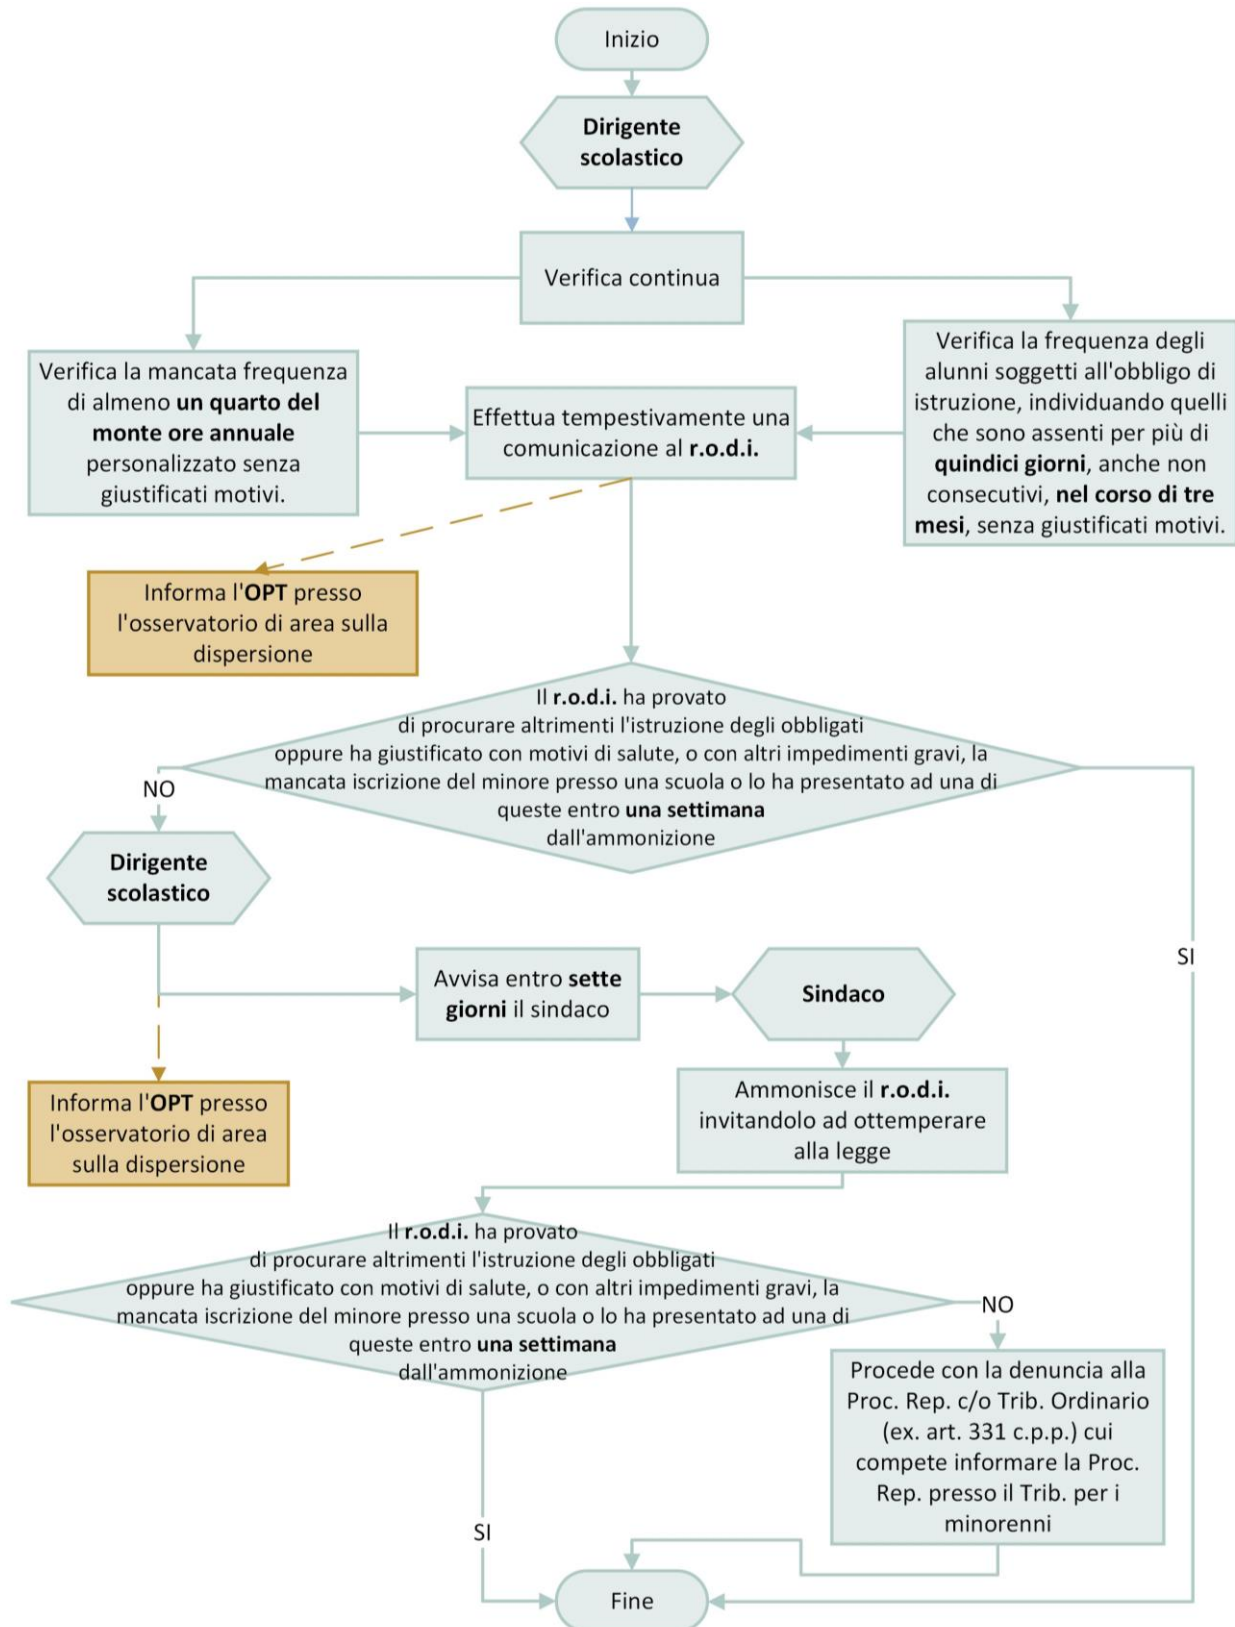 Inizio
Dirigente
scolastico
Verifica continua
Verifica la mancata frequenza
di almeno un quarto del
monte ore annuale
personalizzato senza
giustificati motivi.
Effettua tempestivamente una
comunicazione al r.o.d.i.
Verifica la frequenza degli
alunni soggetti all'obbligo di
istruzione, individuando quelli
che sono assenti per più di
quindici giorni, anche non
consecutivi, nel corso di tre
mesi, senza giustificati motivi.
Informa l'OPT presso
l'osservatorio di area sulla
dispersione
Il r.o.d.i. ha provato
di procurare altrimenti l'istruzione degli obbligati
oppure ha giustificato con motivi di salute, o con altri impedimenti gravi, la
mancata iscrizione del minore presso una scuola o lo ha presentato ad una di
queste entro una settimana
dall'ammonizione
NO
Dirigente
scolastico
SI
Avvisa entro sette
giorni il sindaco
Sindaco
Informa l'OPT presso
l'osservatorio di area
sulla dispersione
Ammonisce il r.o.d.i.
invitandolo ad ottemperare
alla legge
Il r.o.d.i. ha provato
di procurare altrimenti l'istruzione degli obbligati
oppure ha giustificato con motivi di salute, o con altri impedimenti gravi, la
mancata iscrizione del minore presso una scuola o lo ha presentato ad una di
queste entro una settimana
dall'ammonizione
NO
Procede con la denuncia alla
Proc. Rep. c/o Trib. Ordinario
(ex. art. 331 c.p.p.) cui
compete informare la Proc.
Rep. presso il Trib. per i
minorenni
SI
Fine